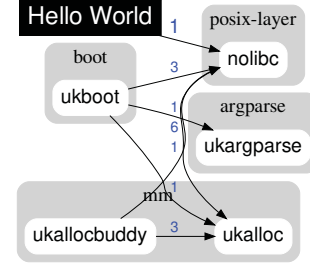 Hello World
1
posix-layer
boot
3
nolibc
ukboot
1
argparse
6
1
ukargparse
mm
1
ukallocbuddy
3
ukalloc